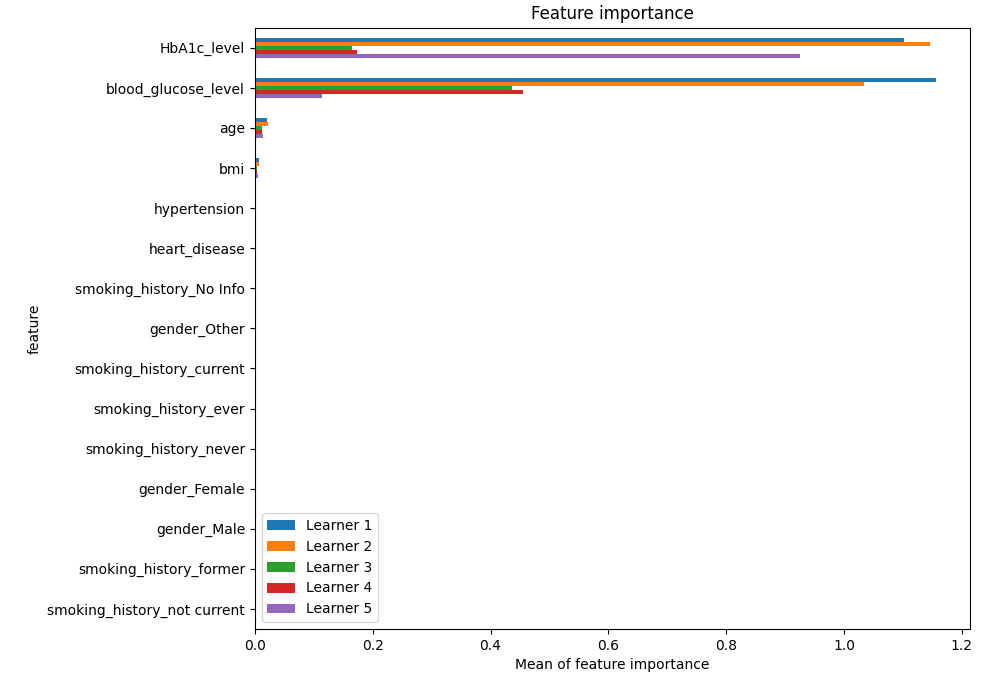 Feature importance
HbA1c_level
blood_glucose_level
age
bmi
hypertension
heart_disease
smoking_history_No Info
gender_Other
smoking_history_current
smoking_history_ever
smoking_history_never
gender_Female
gender_Male
smoking_history_former
smoking_history_not current
feature
Learner 1
Learner 2
Learner 3
Learner 4
Learner 5
0.0 0.2 0.4 0.6 0.8 1.0 1.2
Mean of feature importance